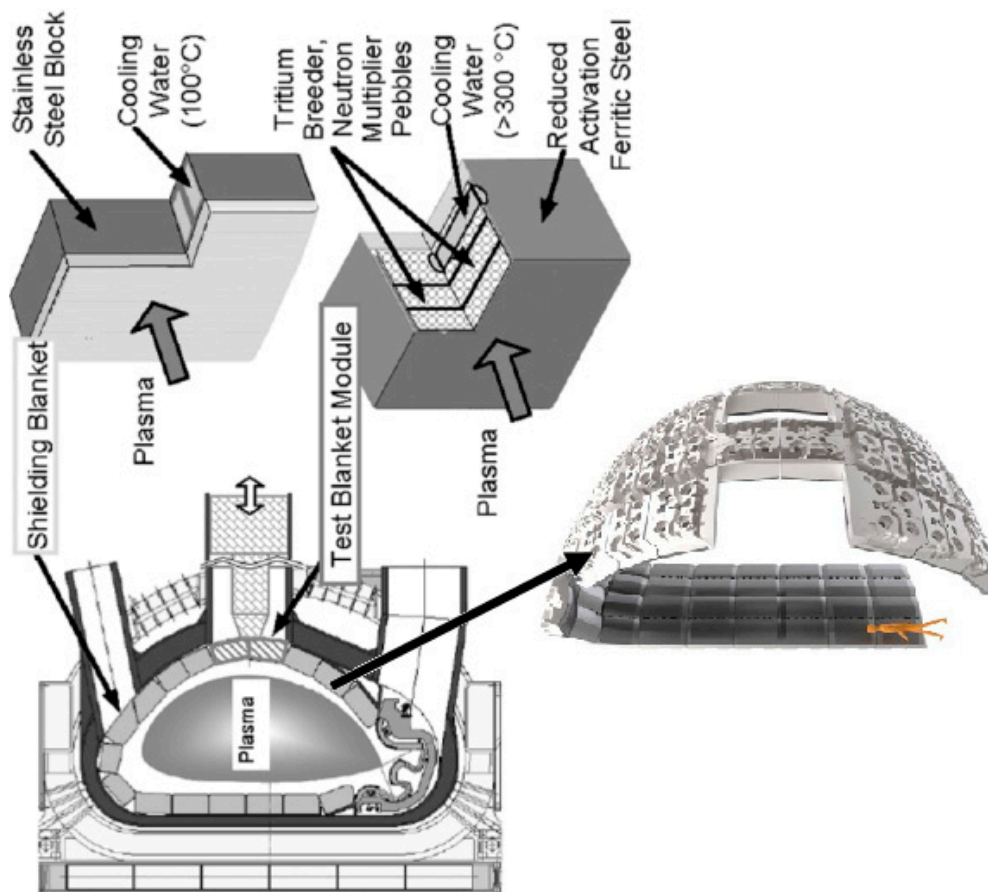 Shielding Blanket
Stainless
Steel Block
Cooling
Water
(100°C)
Plasma
Plasma
Test Blanket Module
Tritium
Breeder,
Neutron
Multiplier
Pebbles
Cooling
Water
(>300 °C)
Reduced
Activation
Ferritic Steel
Plasma